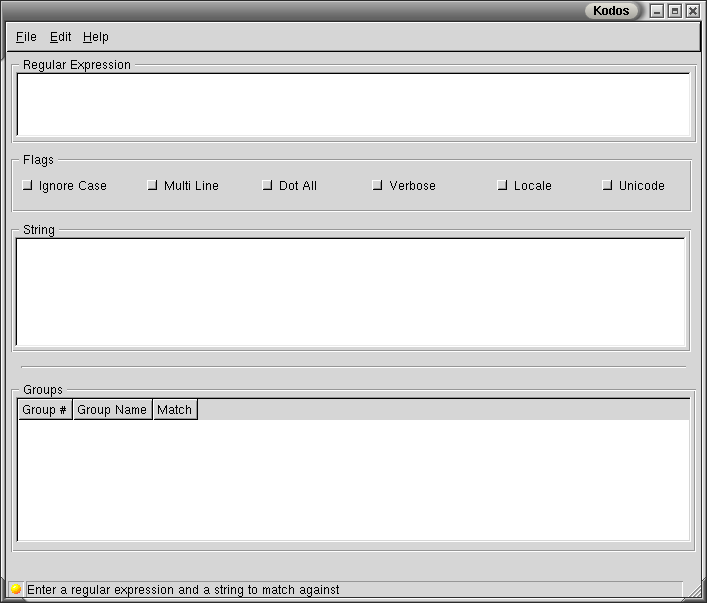 Kodos
File Edit Help
Regular Expression
Flags
Ignore Case Multi Line Dot All Verbose Locale Unicode
String
Groups
Group # Group Name Match
Enter a regular expression and a string to match against